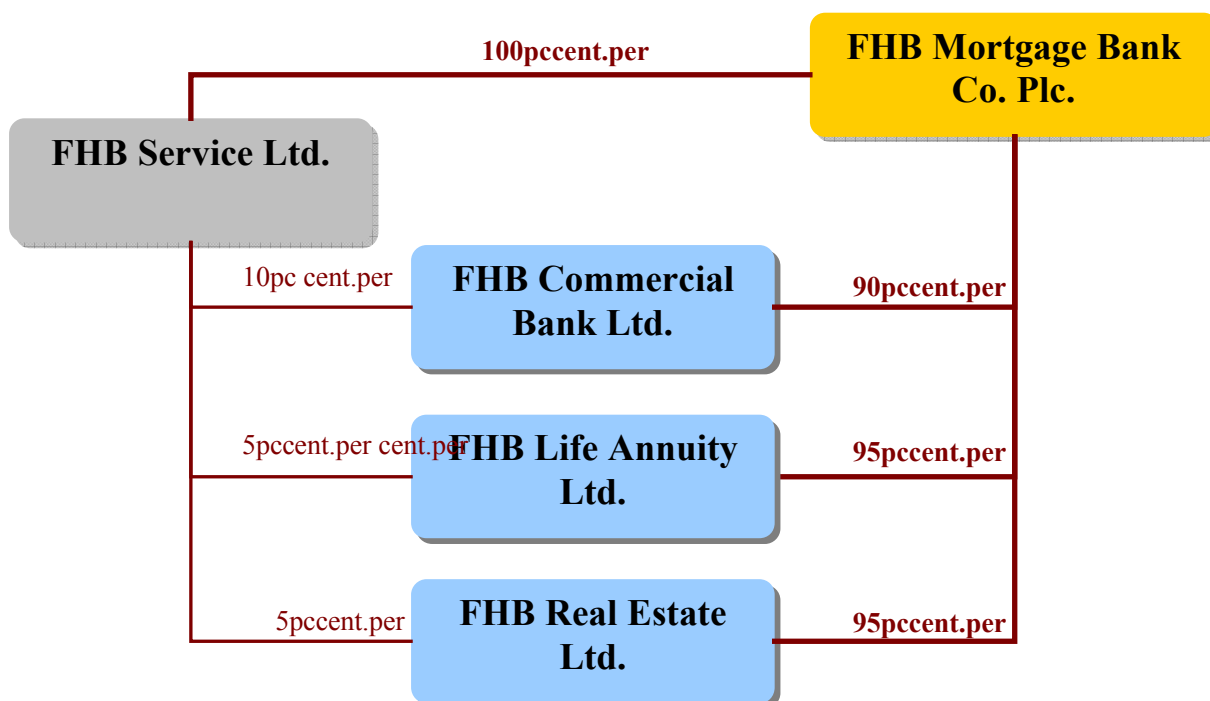 100pccent.per
FHB Mortgage Bank
Co. Plc.
FHB Service Ltd.
10pc cent.per
FHB Commercial
Bank Ltd.
90pccent.per
5pccent.per cent.per
FHB Life Annuity
Ltd.
95pccent.per
5pccent.per
FHB Real Estate
Ltd.
95pccent.per